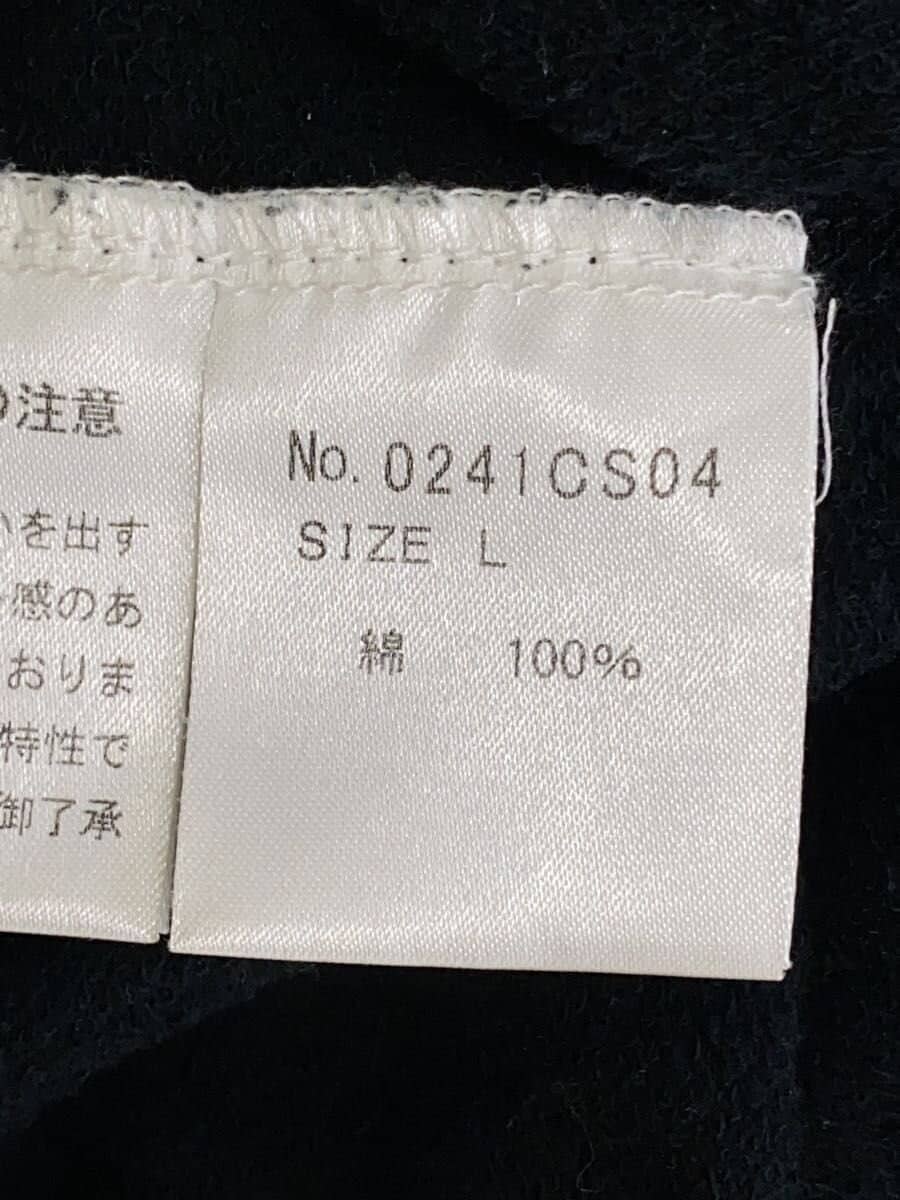 の注意
いを出す
感のあ
おりま
特性で
御了承
No. 0241CS04
SIZE L
綿 100%